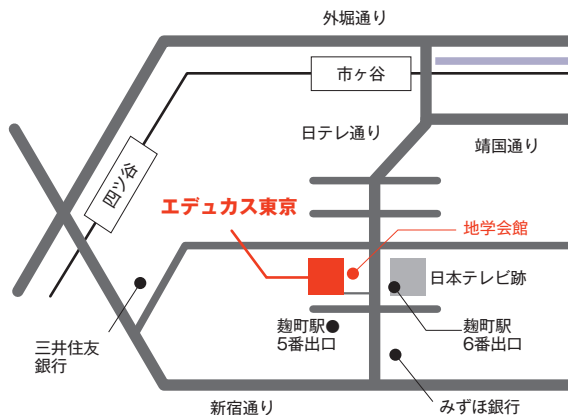 外堀通り
市ヶ谷
日テレ通り
靖国通り
四ツ谷
エデュカス東京
地学会館
日本テレビ跡
麹町駅
5番出口
麹町駅
6番出口
三井住友
銀行
新宿通り
みずほ銀行